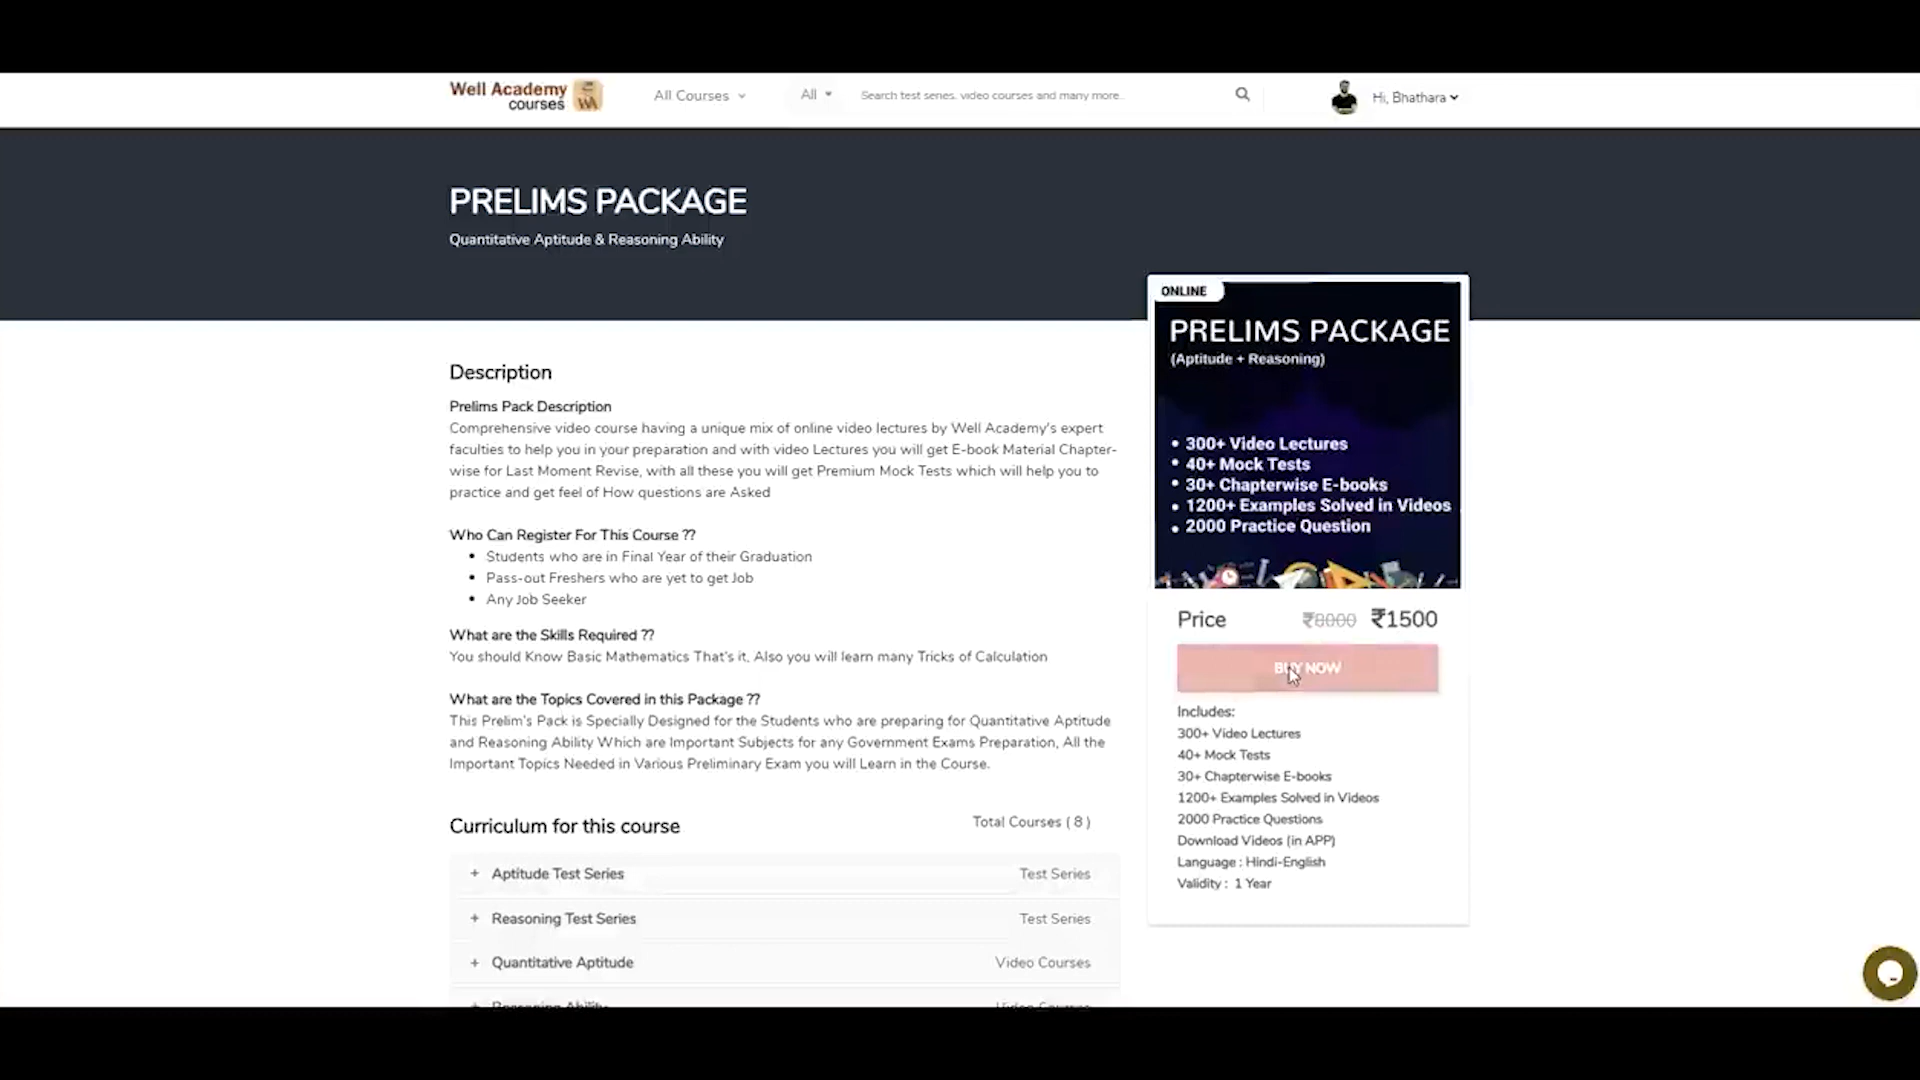 Well Academy
courses
WA
All Courses
All
Search test series, video courses and many more..
Hi, Bhathara
PRELIMS PACKAGE
Quantitative Aptitude & Reasoning Ability
Description
Prelims Pack Description
Comprehensive video course having a unique mix of online video lectures by Well Academy's expert
faculties to help you in your preparation and with video Lectures you will get E-book Material Chapter-
wise for Last Moment Revise, with all these you will get Premium Mock Tests which will help you to
practice and get feel of How questions are Asked
Who Can Register For This Course ??
• Students who are in Final Year of their Graduation
• Pass-out Freshers who are yet to get Job
• Any Job Seeker
What are the Skills Required ??
You should Know Basic Mathematics That's it, Also you will learn many Tricks of Calculation
What are the Topics Covered in this Package ??
This Prelim's Pack is Specially Designed for the Students who are preparing for Quantitative Aptitude
and Reasoning Ability Which are Important Subjects for any Government Exams Preparation, All the
Important Topics Needed in Various Preliminary Exam you will Learn in the Course.
Curriculum for this course
Total Courses ( 8 )
+ Aptitude Test Series
Test Series
+ Reasoning Test Series
Test Series
+ Quantitative Aptitude
Video Courses
+ Reasoning Ability
Video Courses
ONLINE
PRELIMS PACKAGE
(Aptitude + Reasoning)
• 300+ Video Lectures
• 40+ Mock Tests
• 30+ Chapterwise E-books
• 1200+ Examples Solved in Videos
• 2000 Practice Question
Price ₹8000 ₹1500
BUY NOW
Includes:
300+ Video Lectures
40+ Mock Tests
30+ Chapterwise E-books
1200+ Examples Solved in Videos
2000 Practice Questions
Download Videos (in APP)
Language : Hindi-English
Validity : 1 Year